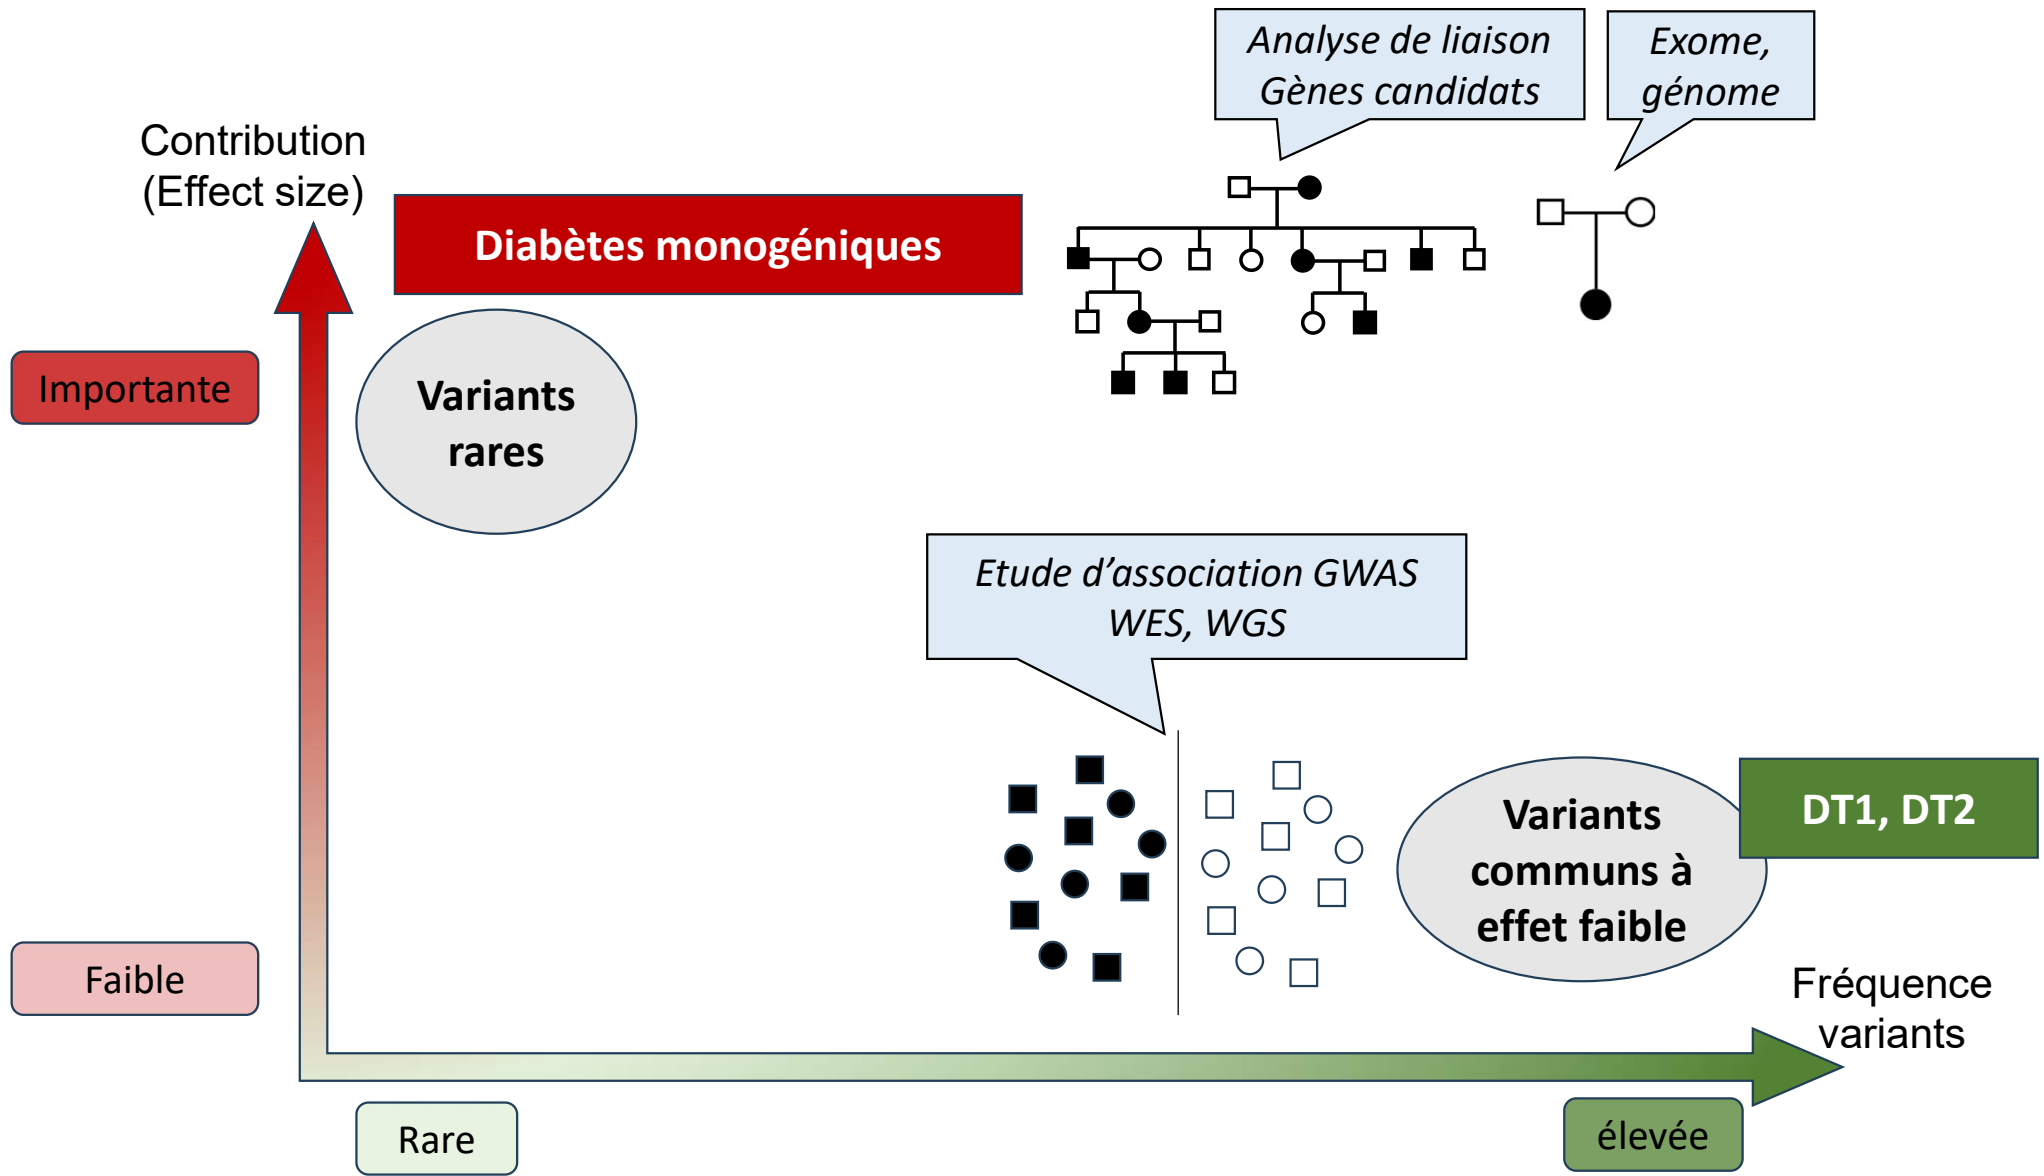 Analyse de liaison
Gènes candidats
Exome,
génome
Contribution
(Effect size)
Diabètes monogéniques
Importante
Variants
rares
Etude d’association GWAS
WES, WGS
Variants
communs à
effet faible
DT1, DT2
Faible
Fréquence
variants
Rare
élevée